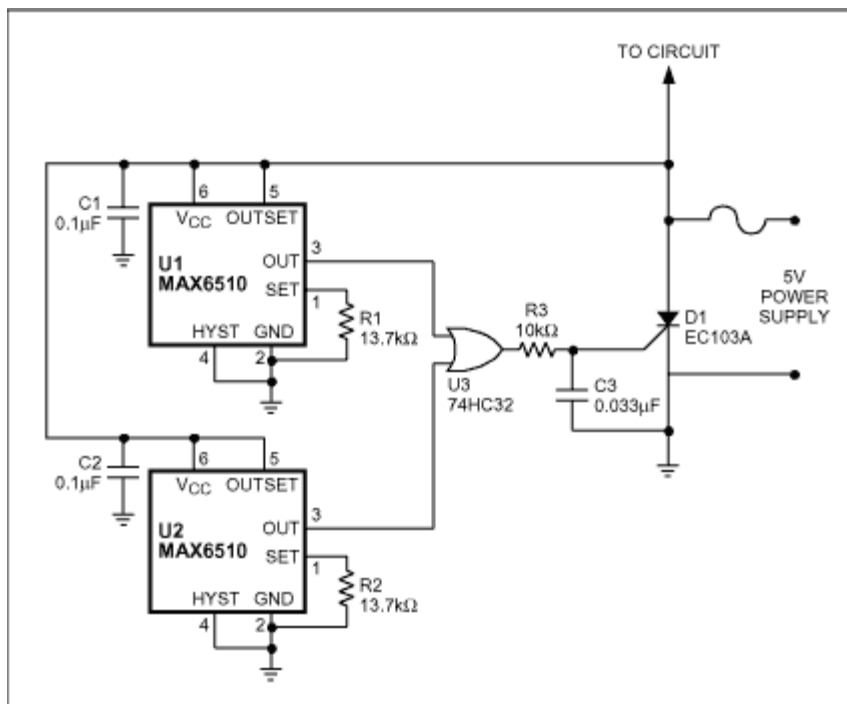 TO CIRCUIT
C1
0.1µF
6
5
VCC
OUTSET
U1
MAX6510
OUT
3
SET
1
HYST
GND
4
2
R1
13.7kΩ
R3
10kΩ
U3
74HC32
C3
0.033µF
D1
EC103A
5V
POWER
SUPPLY
C2
0.1µF
6
5
VCC
OUTSET
U2
MAX6510
OUT
3
SET
1
HYST
GND
4
2
R2
13.7kΩ